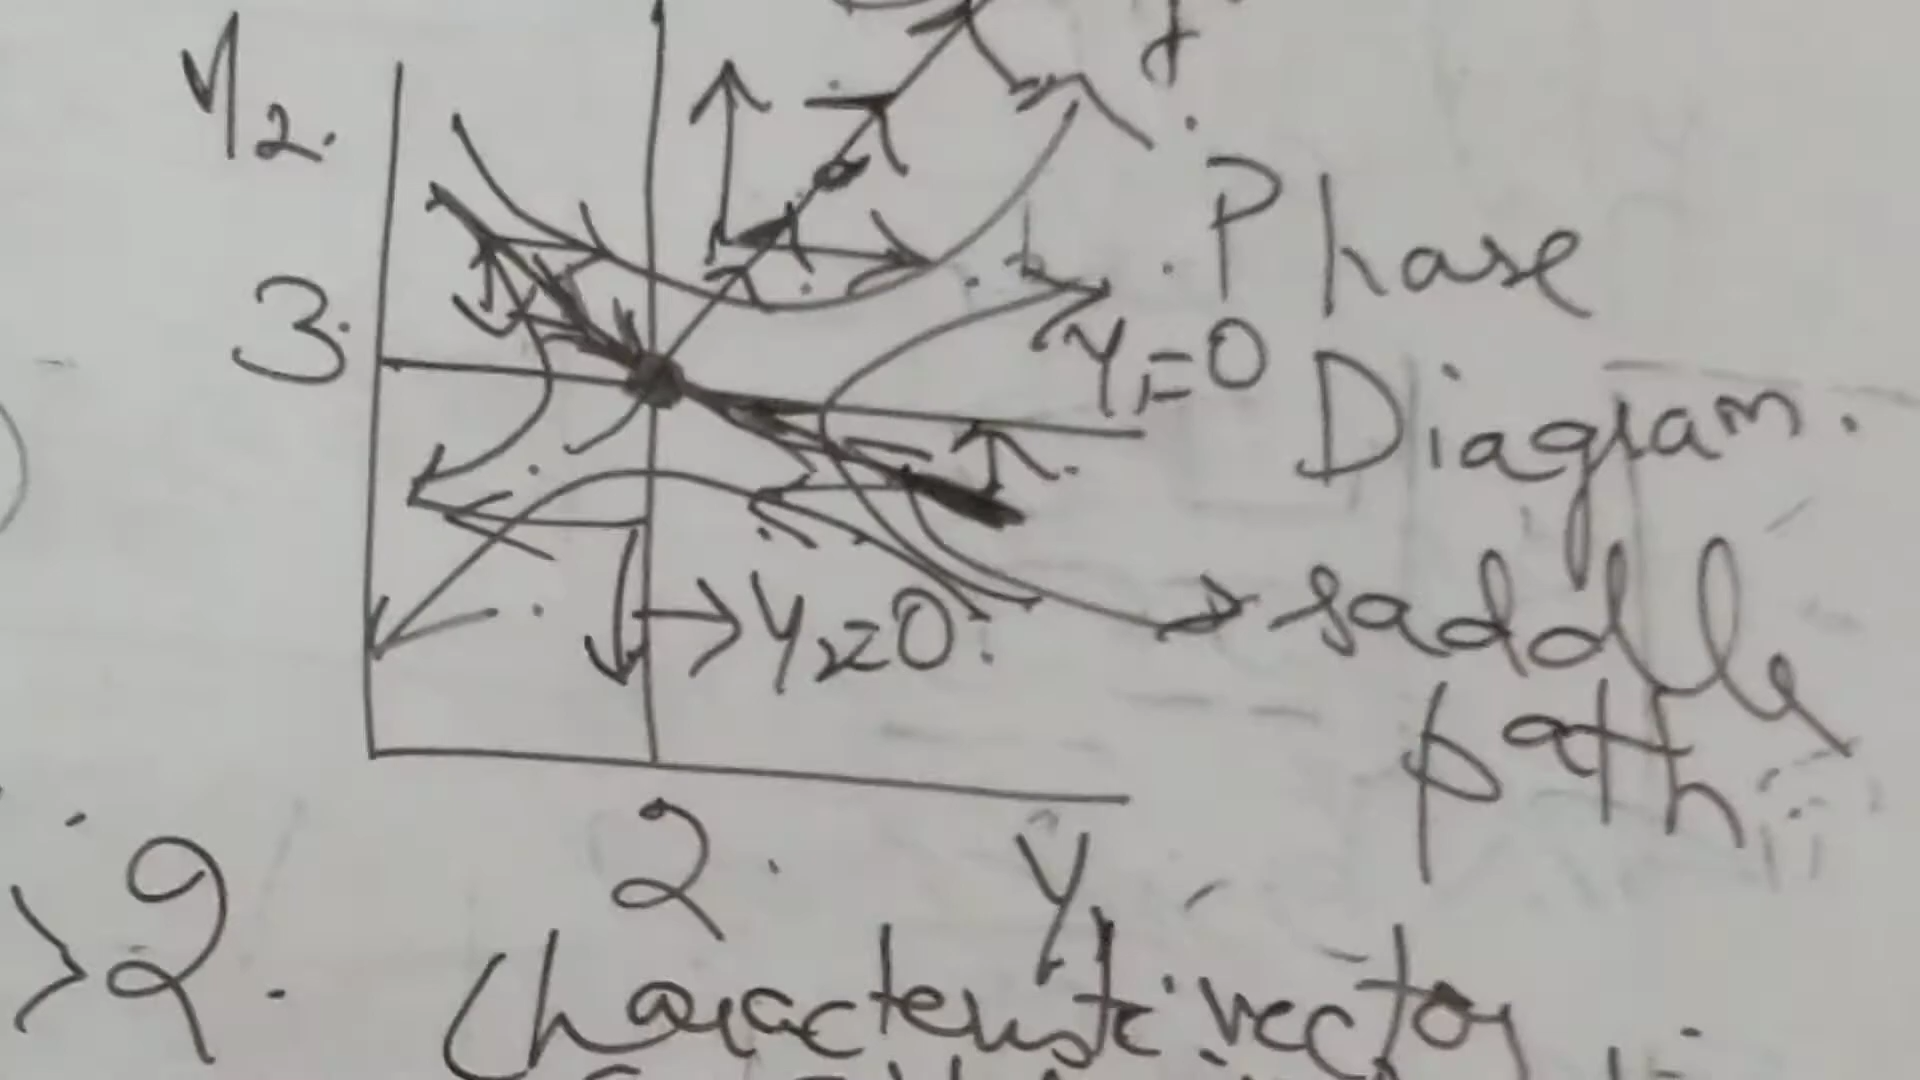 y2.
Phase
3.
y1=0
Diagram.
saddle
y2=0.
path
2.
y1
>2.
Characteristic vector